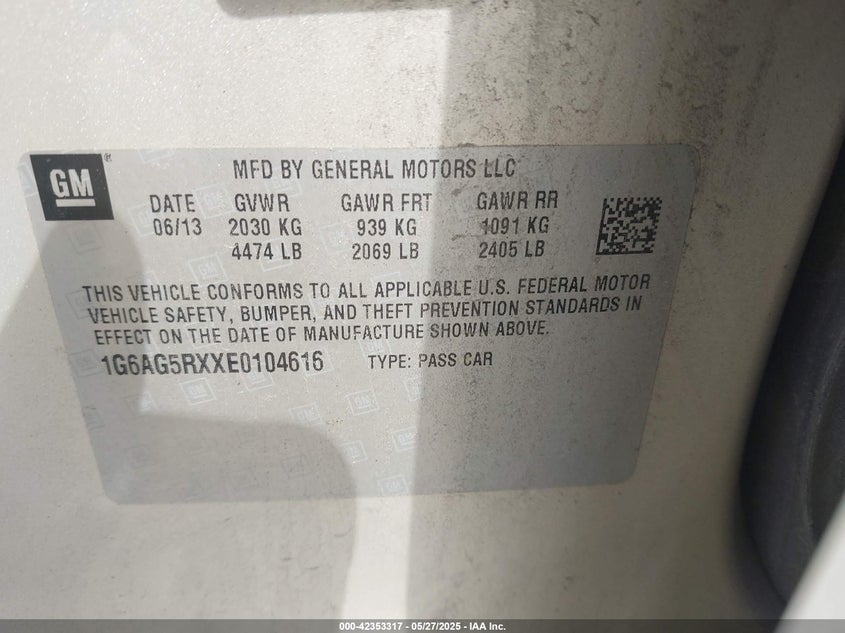 GM
MFD BY GENERAL MOTORS LLC
DATE GVWR GAWR FRT GAWR RR
06/13 2030 KG 939 KG 1091 KG
4474 LB 2069 LB 2405 LB
THIS VEHICLE CONFORMS TO ALL APPLICABLE U.S. FEDERAL MOTOR
VEHICLE SAFETY, BUMPER, AND THEFT PREVENTION STANDARDS IN
EFFECT ON THE DATE OF MANUFACTURE SHOWN ABOVE.
1G6AG5RXXE0104616 TYPE: PASS CAR
000-42353317 — 05/27/2025 — IAA Inc.